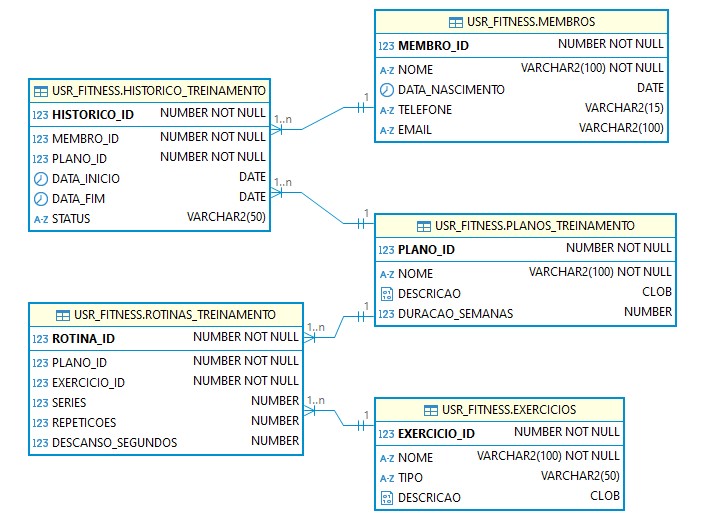 USR_FITNESS.MEMBROS
123 MEMBRO_ID NUMBER NOT NULL
A-Z NOME VARCHAR2(100) NOT NULL
DATA_NASCIMENTO DATE
A-Z TELEFONE VARCHAR2(15)
A-Z EMAIL VARCHAR2(100)
1
USR_FITNESS.HISTORICO_TREINAMENTO
123 HISTORICO_ID NUMBER NOT NULL
123 MEMBRO_ID NUMBER NOT NULL
123 PLANO_ID NUMBER NOT NULL
DATA_INICIO DATE
DATA_FIM DATE
A-Z STATUS VARCHAR2(50)
1..n
1..n
1
USR_FITNESS.PLANOS_TREINAMENTO
123 PLANO_ID NUMBER NOT NULL
A-Z NOME VARCHAR2(100) NOT NULL
DESCRICAO CLOB
123 DURACAO_SEMANAS NUMBER
1
USR_FITNESS.ROTINAS_TREINAMENTO
123 ROTINA_ID NUMBER NOT NULL
123 PLANO_ID NUMBER NOT NULL
123 EXERCICIO_ID NUMBER NOT NULL
123 SERIES NUMBER
123 REPETICOES NUMBER
123 DESCANSO_SEGUNDOS NUMBER
1..n
1..n
1
USR_FITNESS.EXERCICIOS
123 EXERCICIO_ID NUMBER NOT NULL
A-Z NOME VARCHAR2(100) NOT NULL
A-Z TIPO VARCHAR2(50)
DESCRICAO CLOB